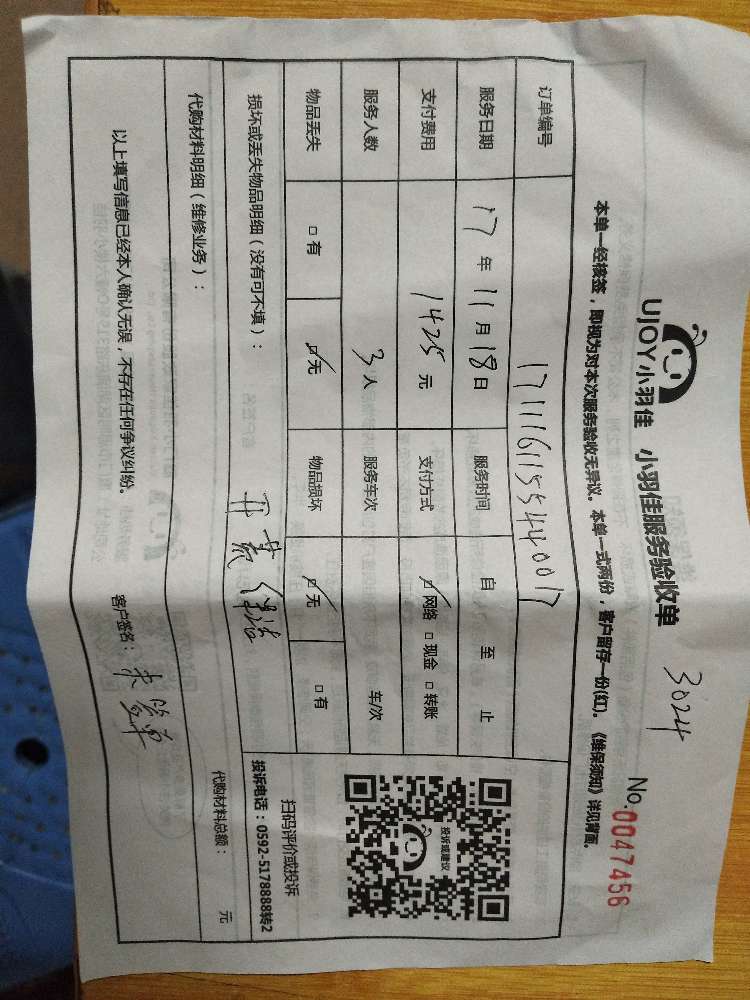 UJOY小羽佳 小羽佳服务验收单 3024 No.0047456
本单一经核签，即视为对本次服务验收无异议。本单一式两份，客户留存一份(红)。《维保须知》详见背面。
订单编号 17111611554440017
服务日期 17年11月18日 服务时间 自 至 止
支付费用 1425元 支付方式 ☑网络 □现金 □转账
服务人数 3人 服务车次 车/次
物品丢失 □有 ☑无 物品损坏 ☑无 □有
损坏或丢失物品明细（没有可不填）：
投诉或建议
扫码评价或投诉
投诉电话：0592-5178888转2
代购材料明细（维修业务）： 代购材料总额： 元
以上填写信息已经本人确认无误，不存在任何争议纠纷。 客户签名：